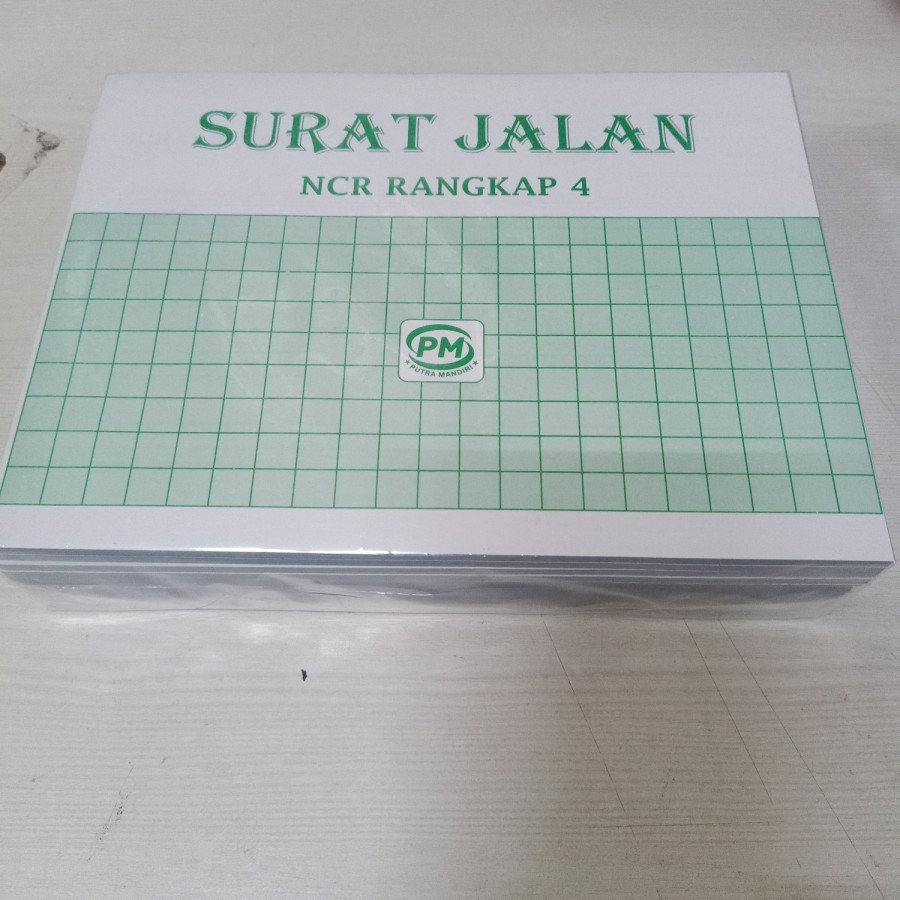 SURAT JALAN
NCR RANGKAP 4
PM
* PUTRA MANDIRI *